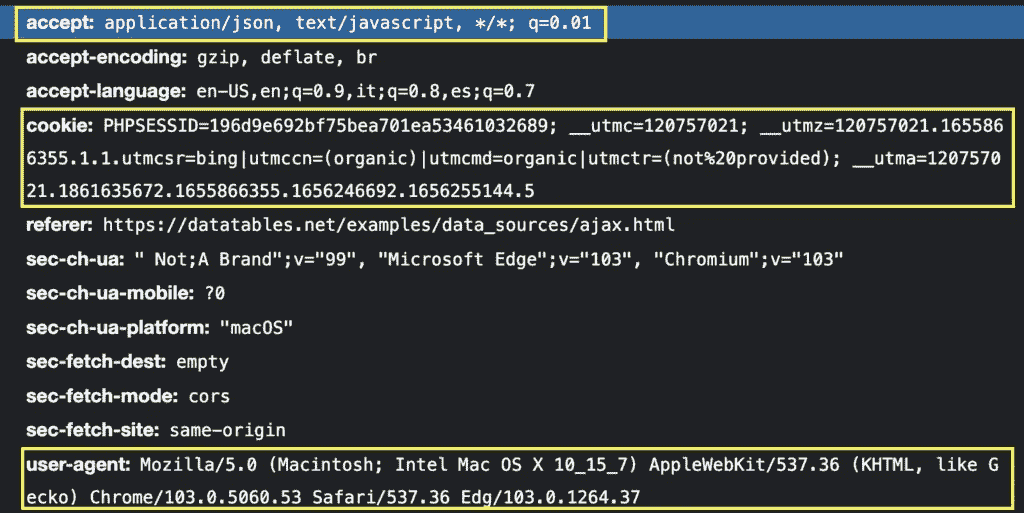 accept: application/json, text/javascript, */*; q=0.01
accept-encoding: gzip, deflate, br
accept-language: en-US,en;q=0.9,it;q=0.8,es;q=0.7
cookie: PHPSESSID=196d9e692bf75bea701ea53461032689; __utmc=120757021; __utmz=120757021.165586
6355.1.1.utmcsr=bing|utmccn=(organic)|utmcmd=organic|utmctr=(not%20provided); __utma=1207570
21.1861635672.1655866355.1656246692.1656255144.5
referer: https://datatables.net/examples/data_sources/ajax.html
sec-ch-ua: " Not;A Brand";v="99", "Microsoft Edge";v="103", "Chromium";v="103"
sec-ch-ua-mobile: ?0
sec-ch-ua-platform: "macOS"
sec-fetch-dest: empty
sec-fetch-mode: cors
sec-fetch-site: same-origin
user-agent: Mozilla/5.0 (Macintosh; Intel Mac OS X 10_15_7) AppleWebKit/537.36 (KHTML, like G
ecko) Chrome/103.0.5060.53 Safari/537.36 Edg/103.0.1264.37